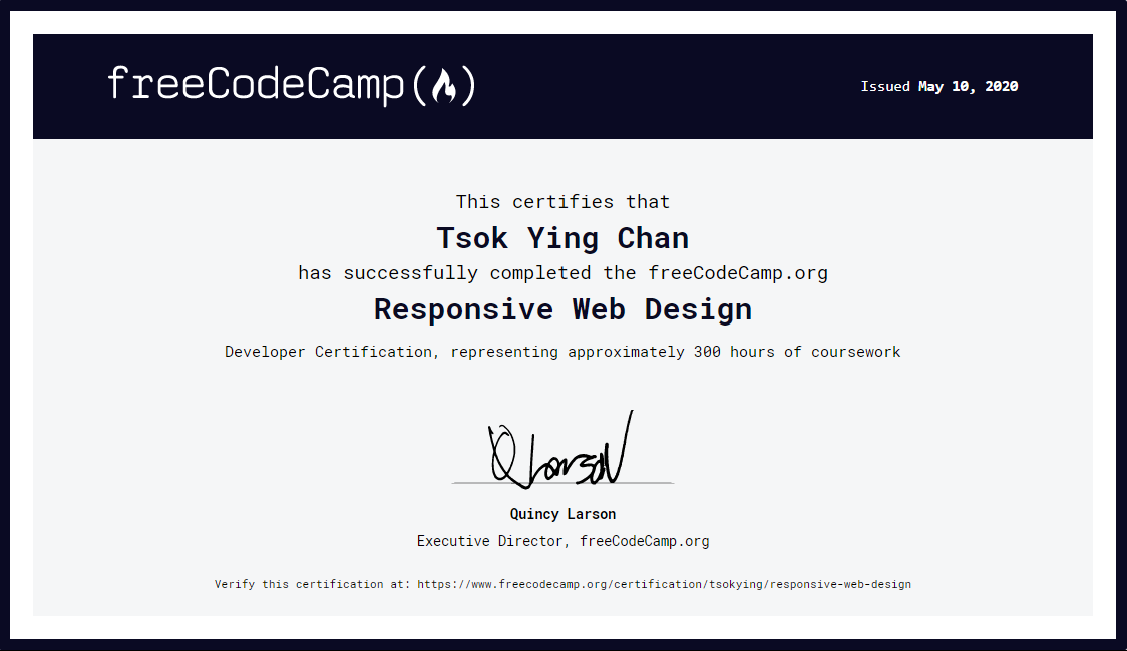 freeCodeCamp(🔥)
Issued May 10, 2020
This certifies that
Tsok Ying Chan
has successfully completed the freeCodeCamp.org
Responsive Web Design
Developer Certification, representing approximately 300 hours of coursework
Q Larson
Quincy Larson
Executive Director, freeCodeCamp.org
Verify this certification at: https://www.freecodecamp.org/certification/tsokying/responsive-web-design